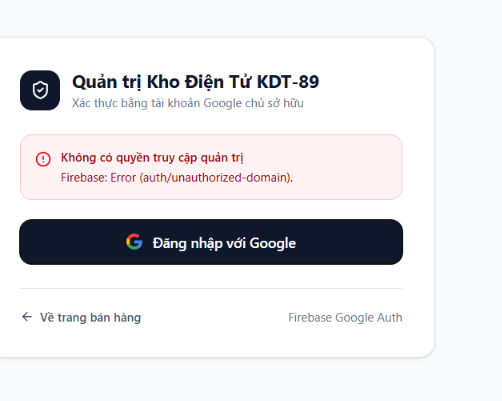 Quản trị Kho Điện Tử KDT-89
Xác thực bằng tài khoản Google chủ sở hữu
Không có quyền truy cập quản trị
Firebase: Error (auth/unauthorized-domain).
Đăng nhập với Google
← Về trang bán hàng
Firebase Google Auth